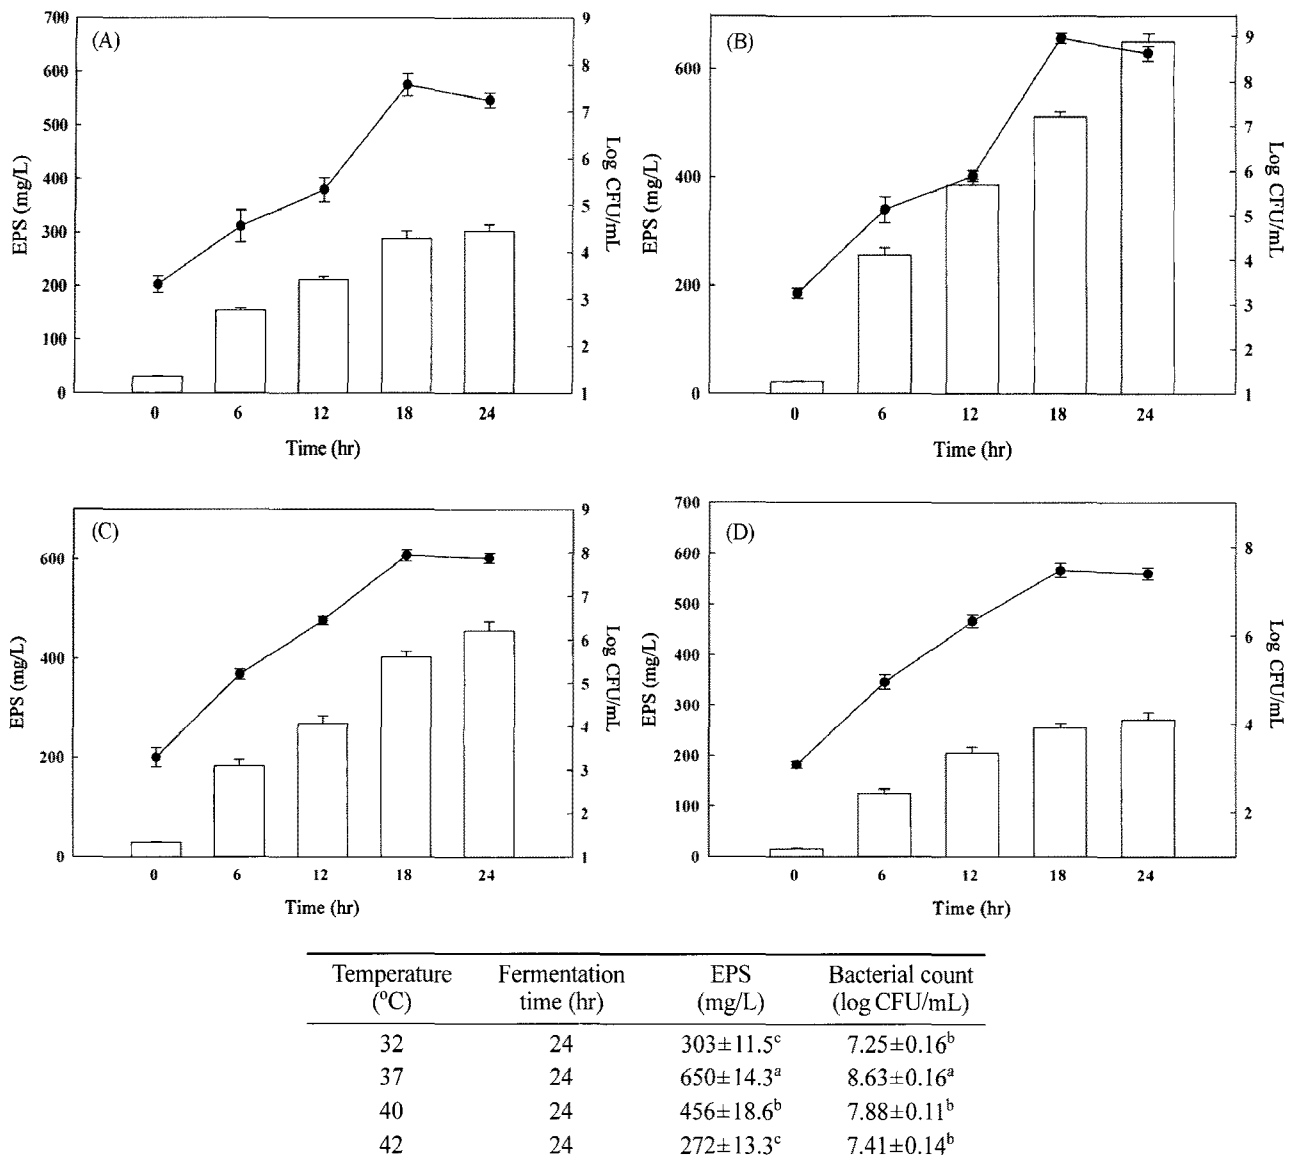 (A)
700
600
500
400
300
200
100
0
EPS (mg/L)
9
8
7
6
5
4
3
2
1
Log CFU/mL
0 6 12 18 24
Time (hr)
(B)
600
400
200
0
EPS (mg/L)
9
8
7
6
5
4
3
2
1
Log CFU/mL
0 6 12 18 24
Time (hr)
(C)
600
400
200
0
EPS (mg/L)
9
8
7
6
5
4
3
2
1
Log CFU/mL
0 6 12 18 24
Time (hr)
(D)
700
600
500
400
300
200
100
0
EPS (mg/L)
8
6
4
2
Log CFU/mL
0 6 12 18 24
Time (hr)
Temperature Fermentation EPS Bacterial count
(ºC) time (hr) (mg/L) (log CFU/mL)
32 24 303±11.5ᶜ 7.25±0.16ᵇ
37 24 650±14.3ᵃ 8.63±0.16ᵃ
40 24 456±18.6ᵇ 7.88±0.11ᵇ
42 24 272±13.3ᶜ 7.41±0.14ᵇ